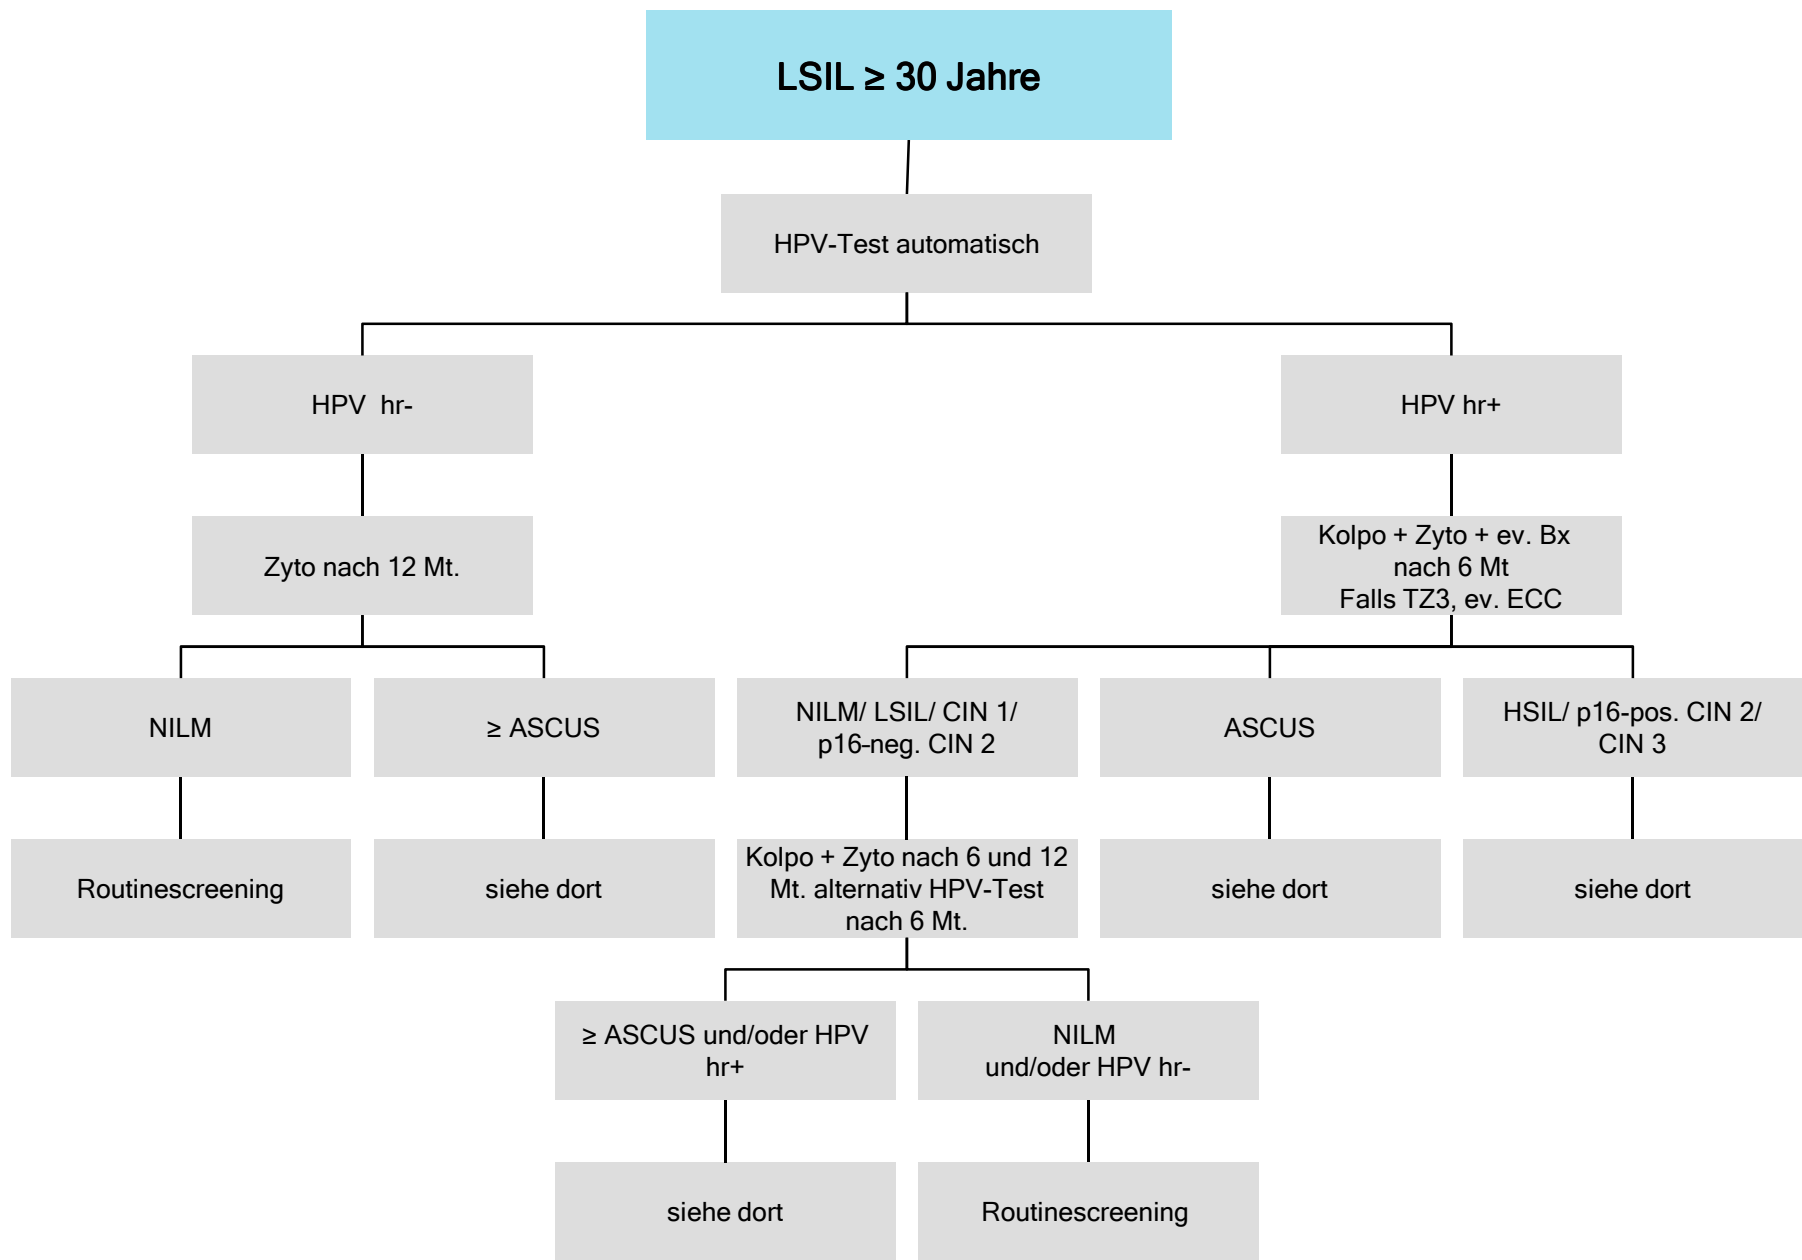 LSIL ≥ 30 Jahre
HPV-Test automatisch
HPV hr-
HPV hr+
Zyto nach 12 Mt.
Kolpo + Zyto + ev. Bx
nach 6 Mt
Falls TZ3, ev. ECC
NILM
≥ ASCUS
NILM/ LSIL/ CIN 1/
p16-neg. CIN 2
ASCUS
HSIL/ p16-pos. CIN 2/
CIN 3
Routinescreening
siehe dort
Kolpo + Zyto nach 6 und 12
Mt. alternativ HPV-Test
nach 6 Mt.
siehe dort
siehe dort
≥ ASCUS und/oder HPV
hr+
NILM
und/oder HPV hr-
siehe dort
Routinescreening